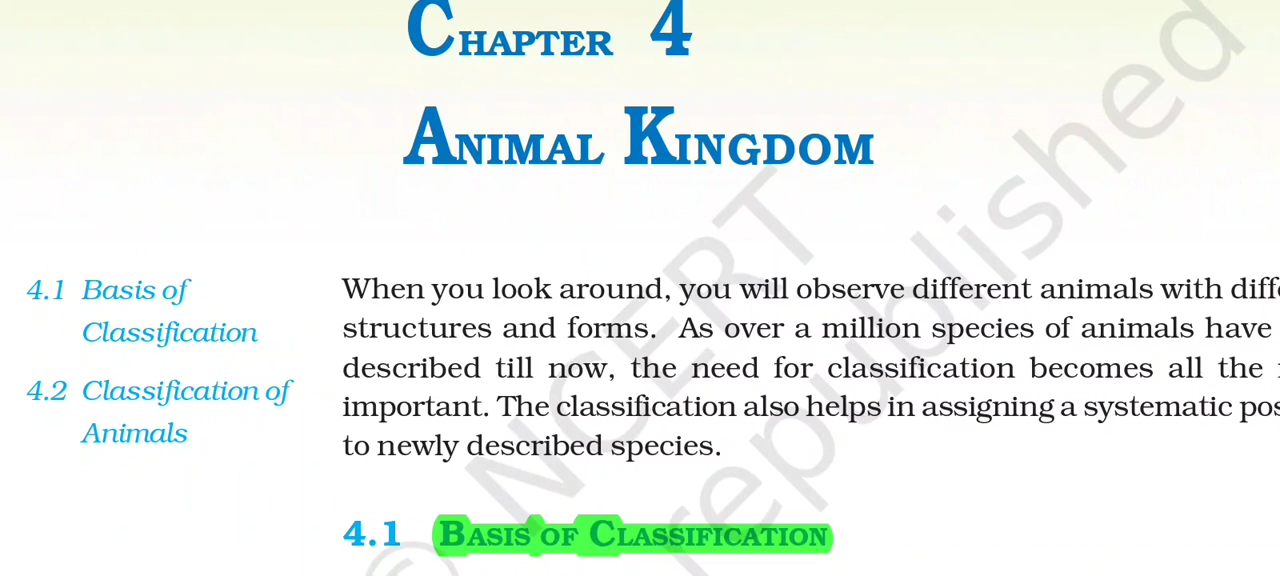 CHAPTER 4
ANIMAL KINGDOM
4.1 Basis of
Classification
4.2 Classification of
Animals
When you look around, you will observe different animals with
structures and forms. As over a million species of animals have
described till now, the need for classification becomes all the
important. The classification also helps in assigning a systematic
to newly described species.
4.1 BASIS OF CLASSIFICATION
© NCERT
republished